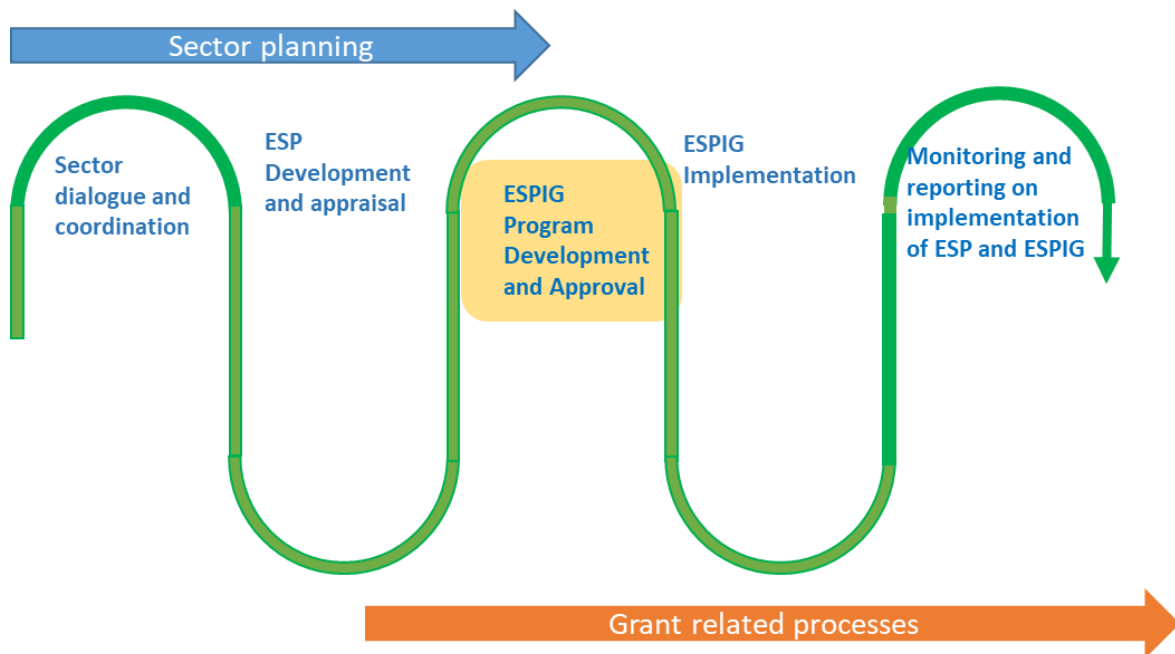 Sector planning
Sector
dialogue and
coordination
ESP
Development
and appraisal
ESPIG
Program
Development
and Approval
ESPIG
Implementation
Monitoring and
reporting on
implementation
of ESP and ESPIG
Grant related processes